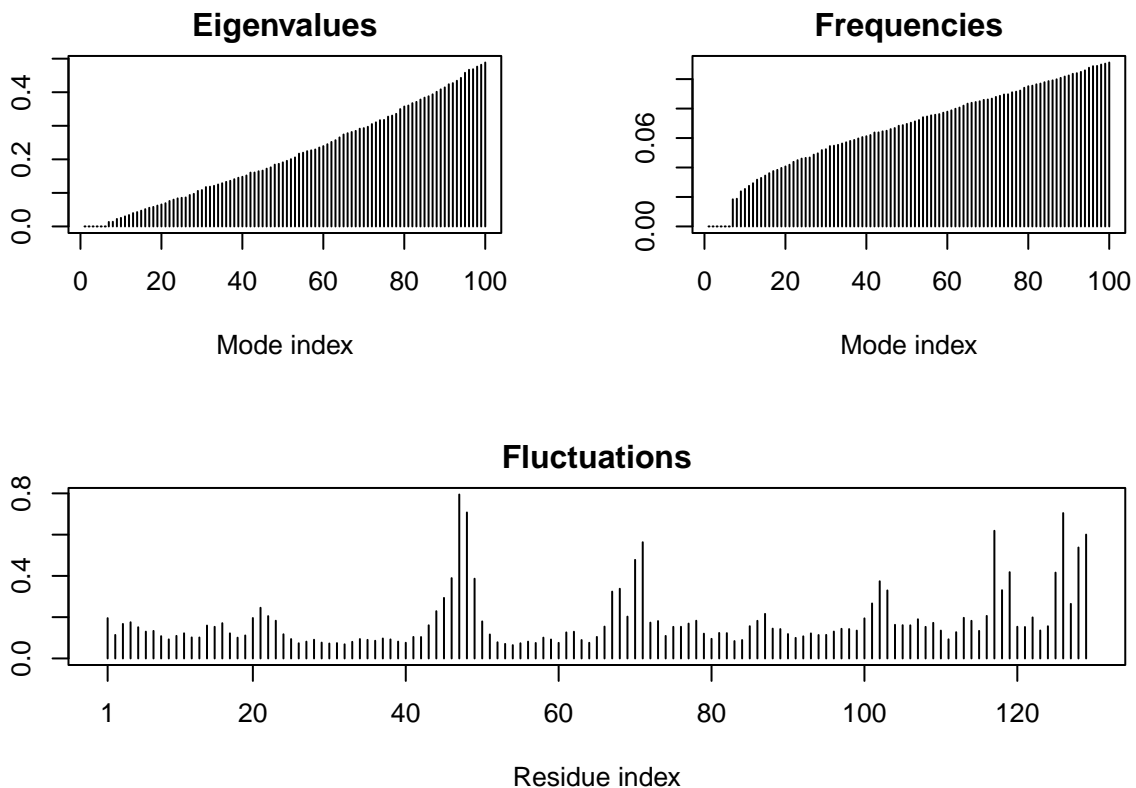 Eigenvalues
0.0 0.2 0.4
0 20 40 60 80 100
Mode index
Frequencies
0.00 0.06
0 20 40 60 80 100
Mode index
Fluctuations
0.0 0.4 0.8
1 20 40 60 80 100 120
Residue index